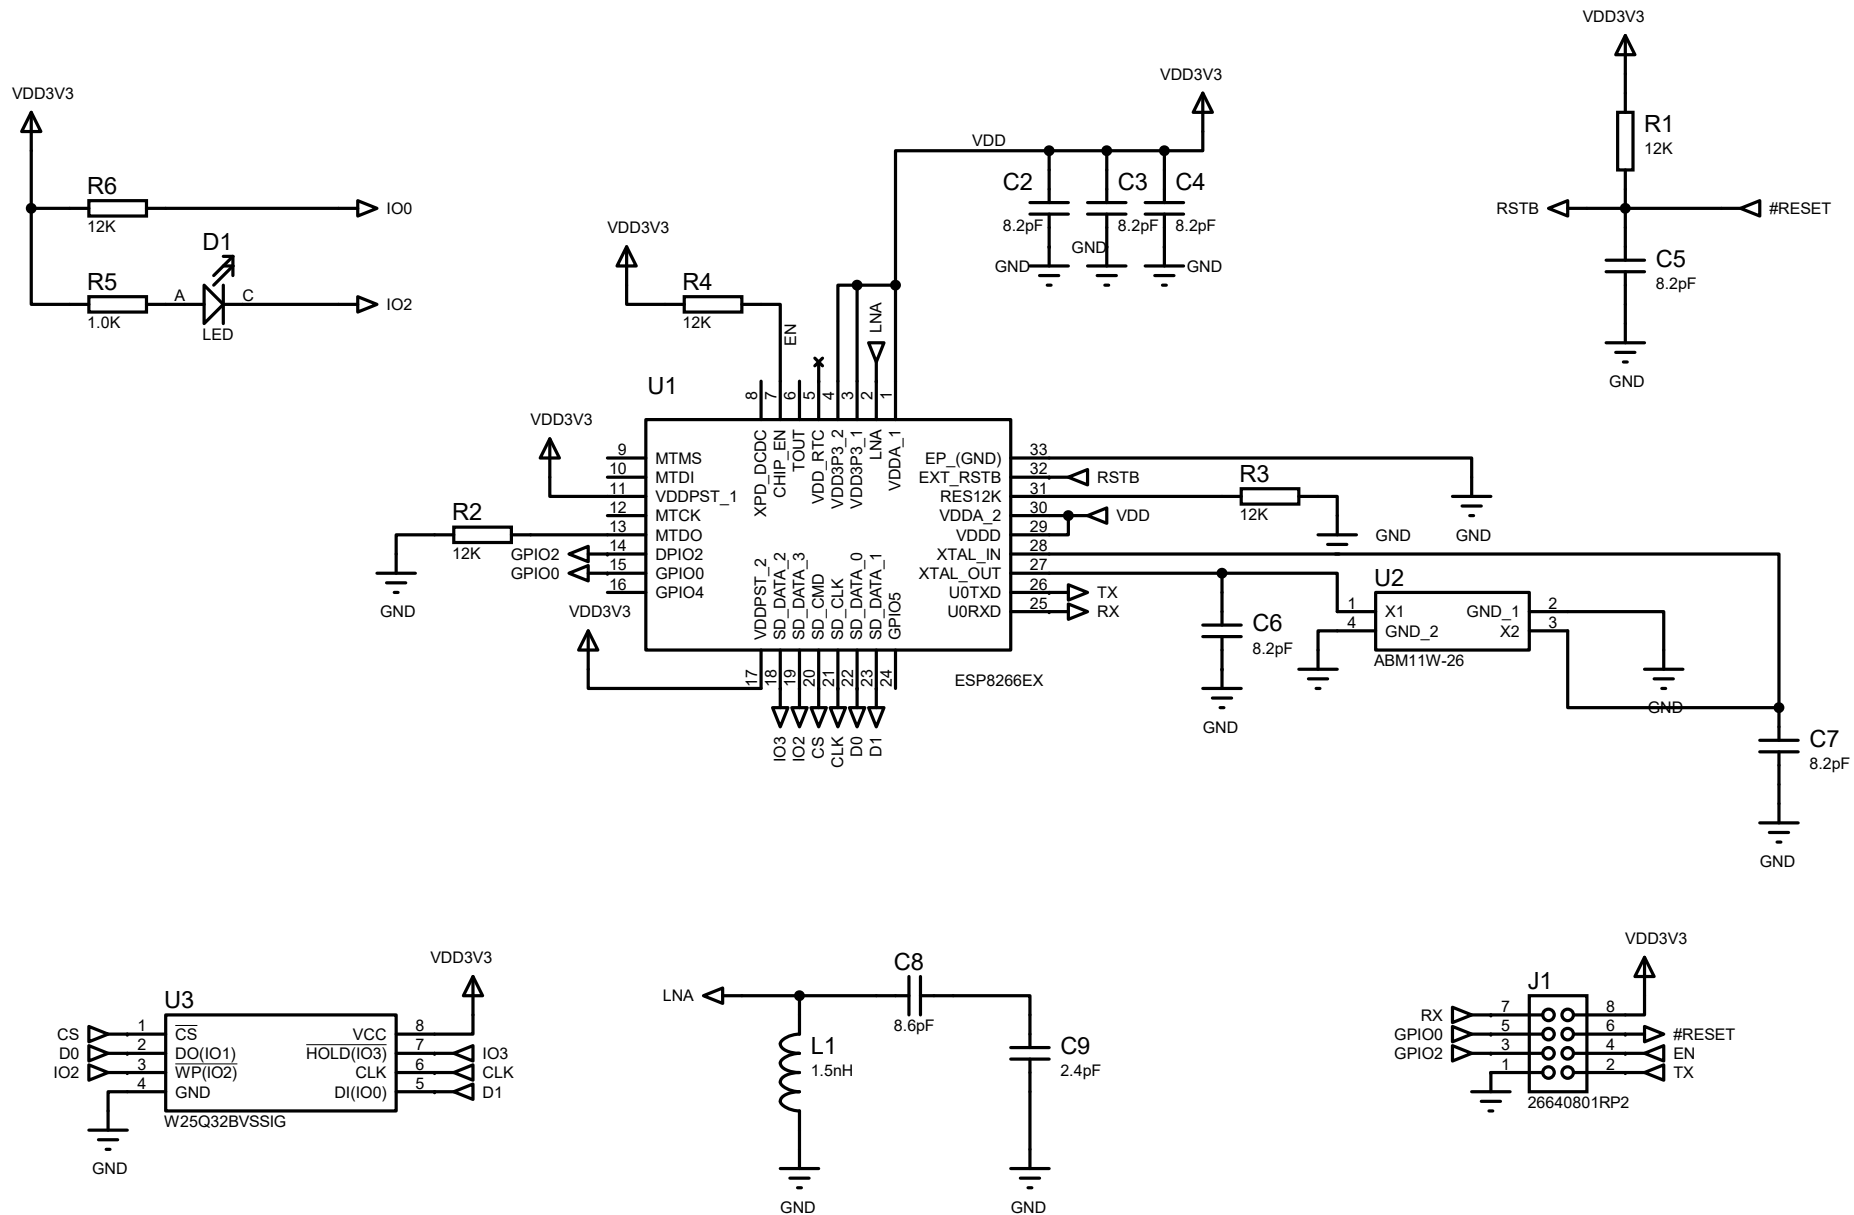 VDD3V3
R6
12K
IO0
D1
R5
1.0K
A
C
LED
IO2
VDD3V3
R4
12K
EN
VDD3V3
VDD
C2
8.2pF
GND
C3
8.2pF
GND
C4
8.2pF
GND
LNA
VDD3V3
R1
12K
RSTB
#RESET
C5
8.2pF
GND
U1
8
7
6
5
4
3
2
1
XPD_DCDC
CHIP_EN
TOUT
VDD_RTC
VDD3P3_2
VDD3P3_1
LNA
VDDA_1
VDD3V3
9 MTMS
10 MTDI
11 VDDPST_1
12 MTCK
13 MTDO
14 DPIO2
15 GPIO0
16 GPIO4
R2
12K
GND
GPIO2
GPIO0
VDD3V3
EP_(GND) 33
EXT_RSTB 32
RES12K 31
VDDA_2 30
VDDD 29
XTAL_IN 28
XTAL_OUT 27
U0TXD 26
U0RXD 25
RSTB
R3
12K
GND
GND
VDD
TX
RX
VDDPST_2
SD_DATA_2
SD_DATA_3
SD_CMD
SD_CLK
SD_DATA_0
SD_DATA_1
GPIO5
17
18
19
20
21
22
23
24
ESP8266EX
IO3
IO2
CS
CLK
D0
D1
C6
8.2pF
GND
U2
1 X1
4 GND_2
GND_1 2
X2 3
ABM11W-26
GND
C7
8.2pF
GND
VDD3V3
U3
CS 1 CS
D0 2 DO(IO1)
IO2 3 WP(IO2)
4 GND
VCC 8
HOLD(IO3) 7 IO3
CLK 6 CLK
DI(IO0) 5 D1
W25Q32BVSSIG
GND
LNA
C8
8.6pF
L1
1.5nH
C9
2.4pF
GND
GND
VDD3V3
J1
RX 7 8
GPIO0 5 6 #RESET
GPIO2 3 4 EN
1 2 TX
26640801RP2